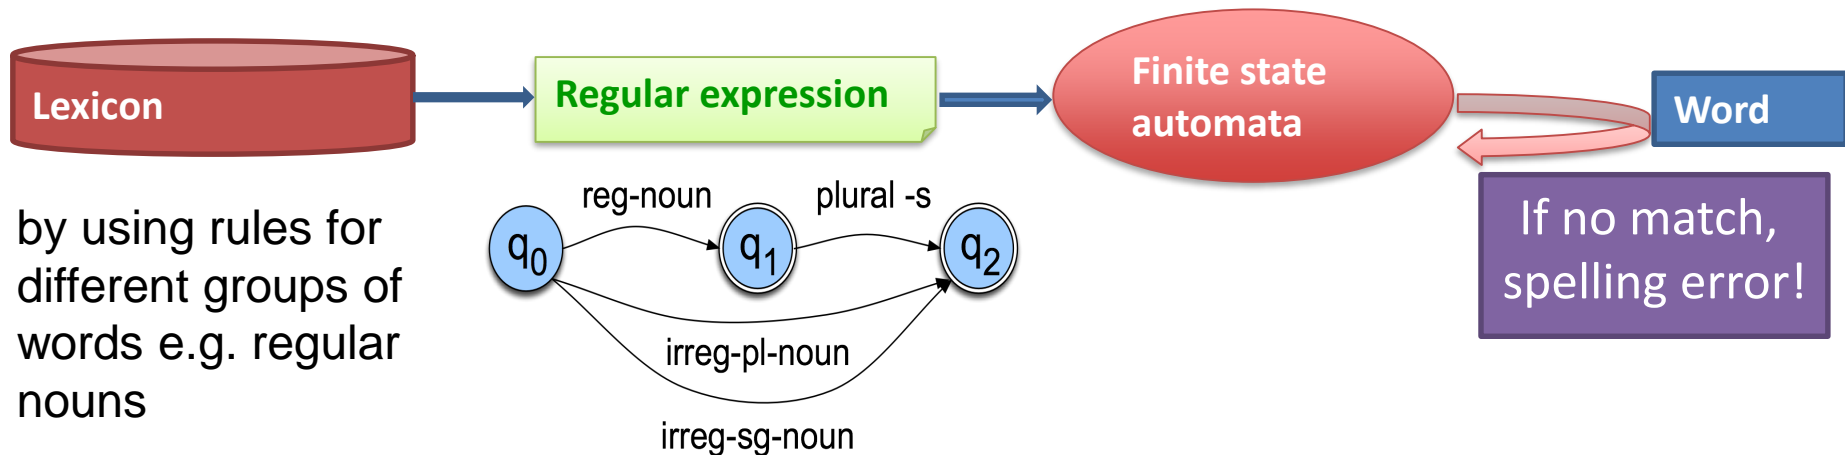 Lexicon
Regular expression
Finite state
automata
Word
by using rules for
different groups of
words e.g. regular
nouns
reg-noun
plural -s
q0
q1
q2
irreg-pl-noun
irreg-sg-noun
If no match,
spelling error!